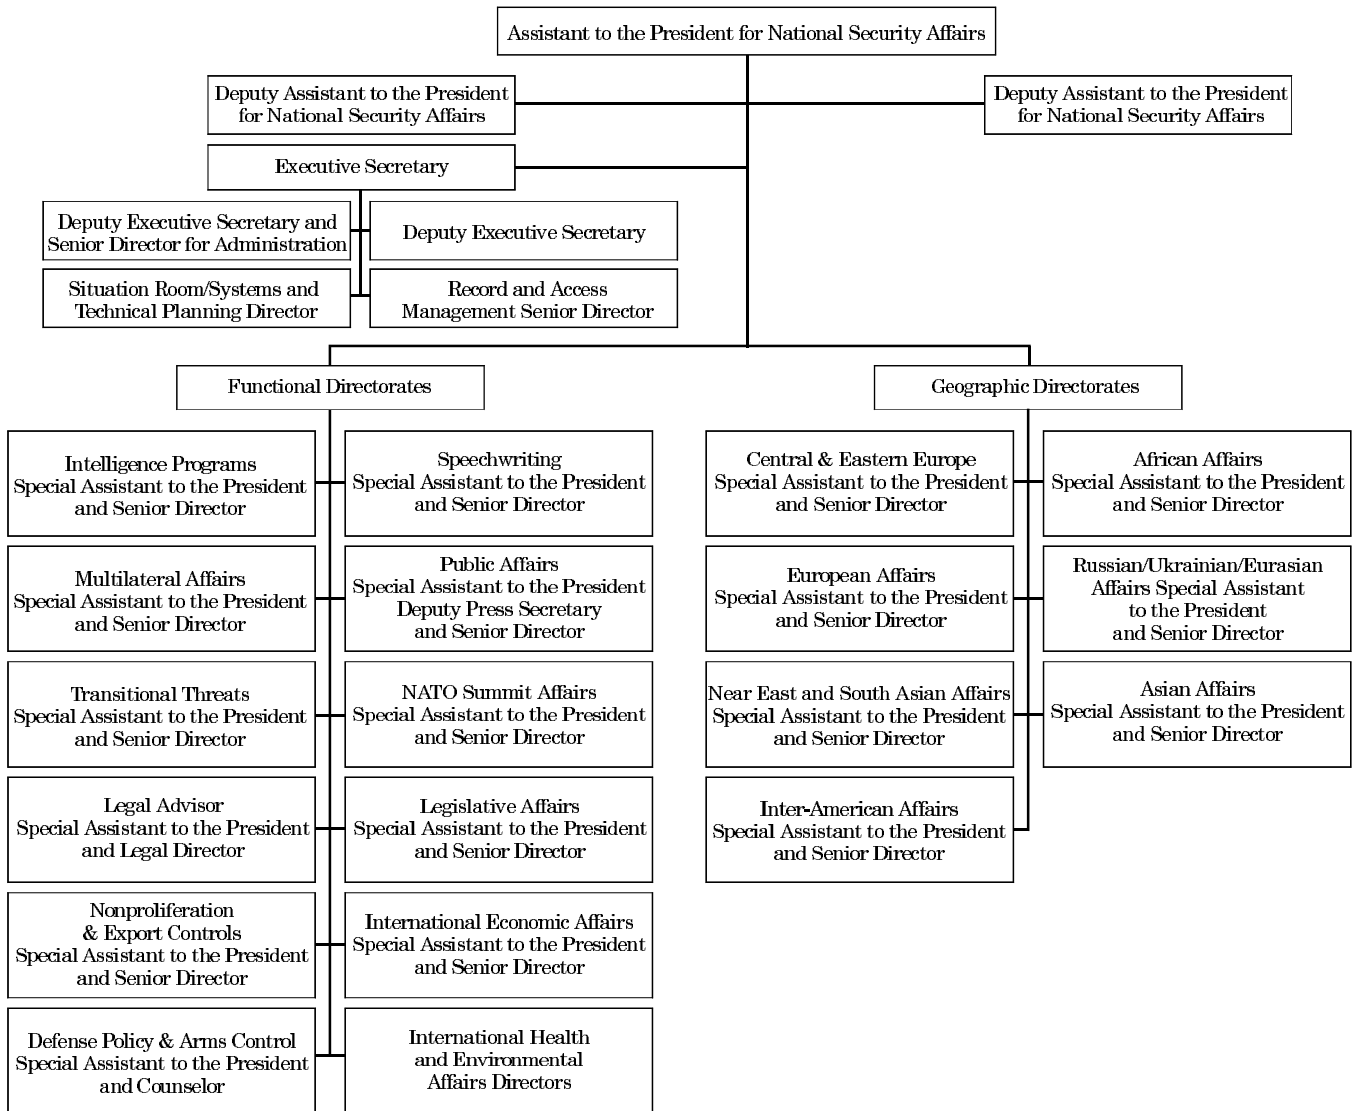 Assistant to the President for National Security Affairs
Deputy Assistant to the President
for National Security Affairs
Deputy Assistant to the President
for National Security Affairs
Executive Secretary
Deputy Executive Secretary and
Senior Director for Administration
Deputy Executive Secretary
Situation Room/Systems and
Technical Planning Director
Record and Access
Management Senior Director
Functional Directorates
Geographic Directorates
Intelligence Programs
Special Assistant to the President
and Senior Director
Speechwriting
Special Assistant to the President
and Senior Director
Multilateral Affairs
Special Assistant to the President
and Senior Director
Public Affairs
Special Assistant to the President
Deputy Press Secretary
and Senior Director
Transitional Threats
Special Assistant to the President
and Senior Director
NATO Summit Affairs
Special Assistant to the President
and Senior Director
Legal Advisor
Special Assistant to the President
and Legal Director
Legislative Affairs
Special Assistant to the President
and Senior Director
Nonproliferation
& Export Controls
Special Assistant to the President
and Senior Director
International Economic Affairs
Special Assistant to the President
and Senior Director
Defense Policy & Arms Control
Special Assistant to the President
and Counselor
International Health
and Environmental
Affairs Directors
Central & Eastern Europe
Special Assistant to the President
and Senior Director
African Affairs
Special Assistant to the President
and Senior Director
European Affairs
Special Assistant to the President
and Senior Director
Russian/Ukrainian/Eurasian
Affairs Special Assistant
to the President
and Senior Director
Near East and South Asian Affairs
Special Assistant to the President
and Senior Director
Asian Affairs
Special Assistant to the President
and Senior Director
Inter-American Affairs
Special Assistant to the President
and Senior Director